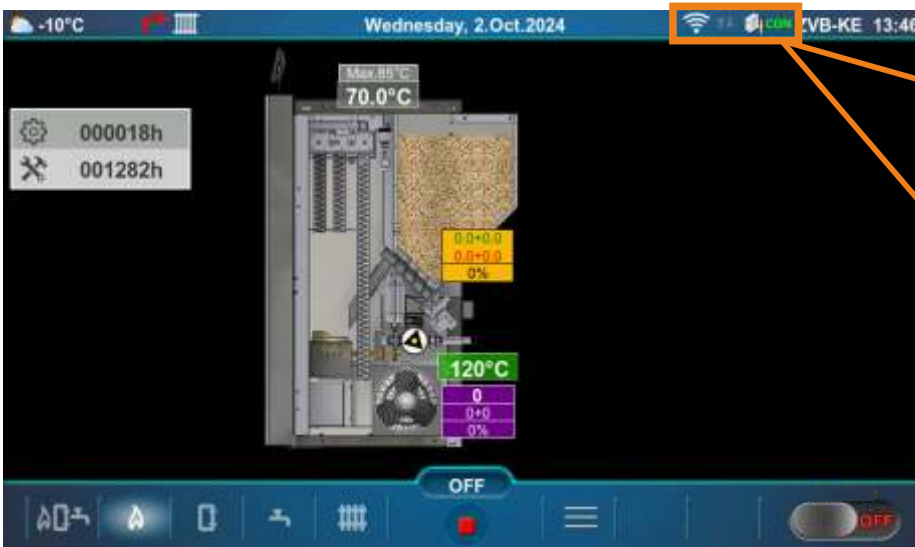 -10°C
Wednesday, 2.Oct.2024
CON
ZVB-KE 13:46
Max.85°C
70.0°C
000018h
001282h
0.0+0.0
0.0+0.0
0%
120°C
0
0+0
0%
OFF
OFF